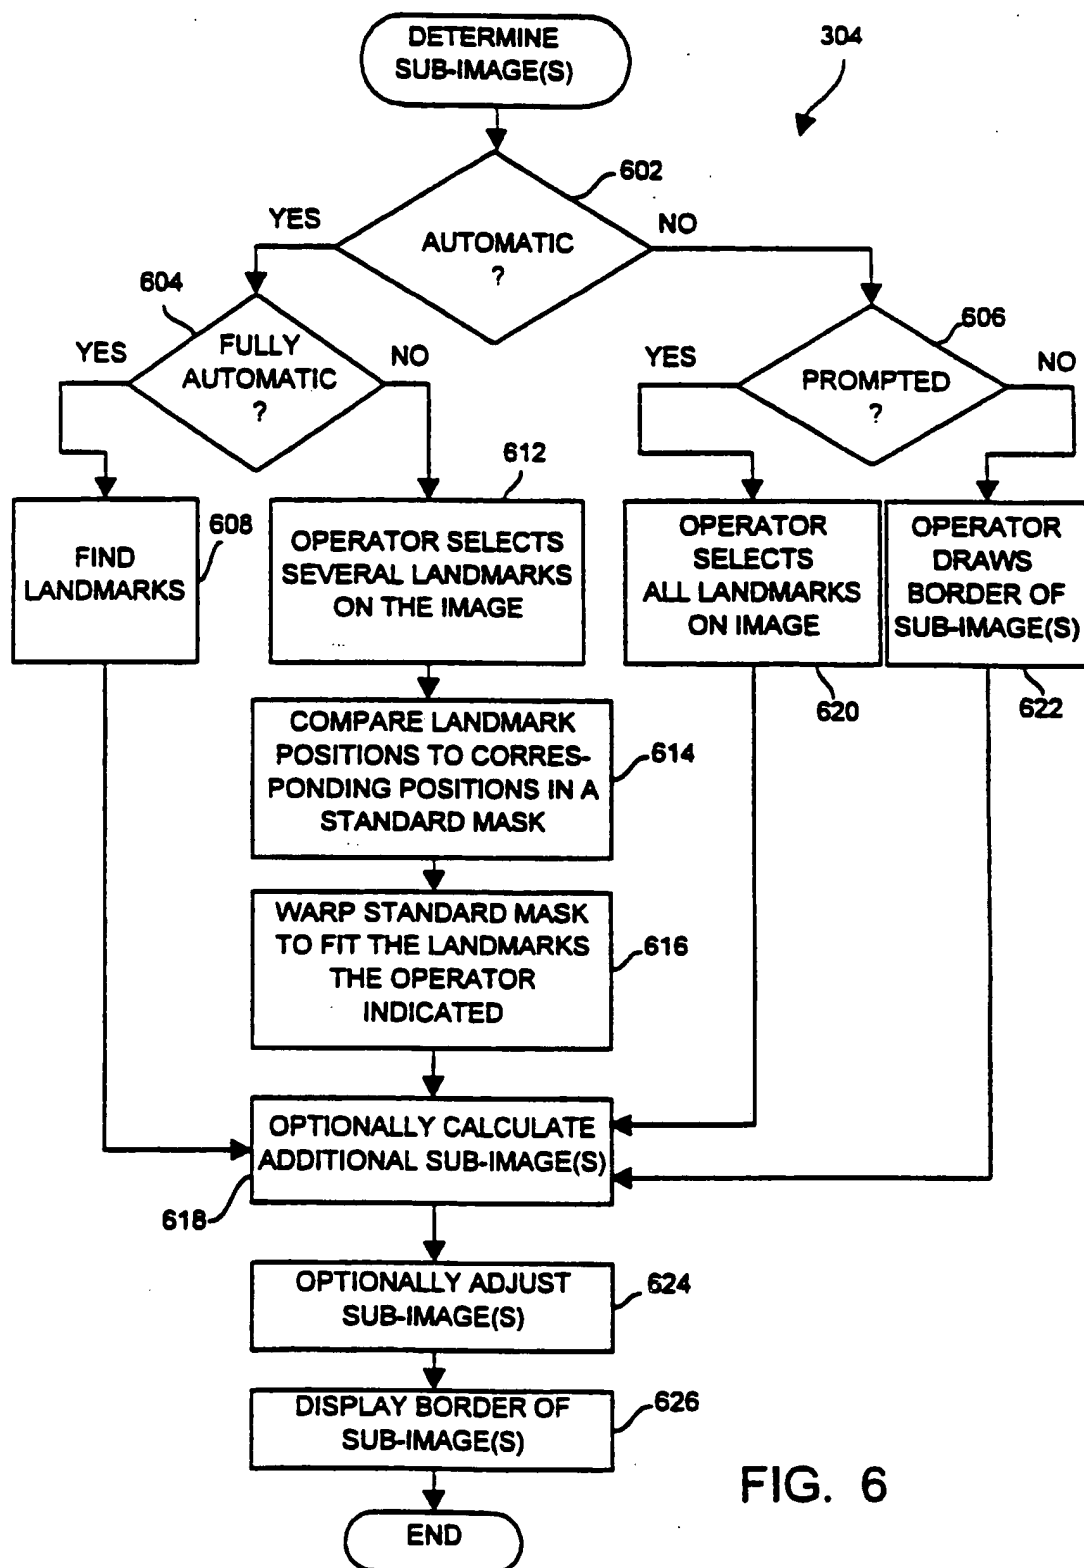 DETERMINE
SUB-IMAGE(S)
304
602
YES
NO
AUTOMATIC
?
604
606
YES
FULLY
AUTOMATIC
?
NO
YES
PROMPTED
?
NO
612
608
FIND
LANDMARKS
OPERATOR SELECTS
SEVERAL LANDMARKS
ON THE IMAGE
OPERATOR
SELECTS
ALL LANDMARKS
ON IMAGE
OPERATOR
DRAWS
BORDER OF
SUB-IMAGE(S)
620
622
COMPARE LANDMARK
POSITIONS TO CORRES-
PONDING POSITIONS IN A
STANDARD MASK
614
WARP STANDARD MASK
TO FIT THE LANDMARKS
THE OPERATOR
INDICATED
616
OPTIONALLY CALCULATE
ADDITIONAL SUB-IMAGE(S)
618
OPTIONALLY ADJUST
SUB-IMAGE(S)
624
DISPLAY BORDER OF
SUB-IMAGE(S)
626
END
FIG. 6